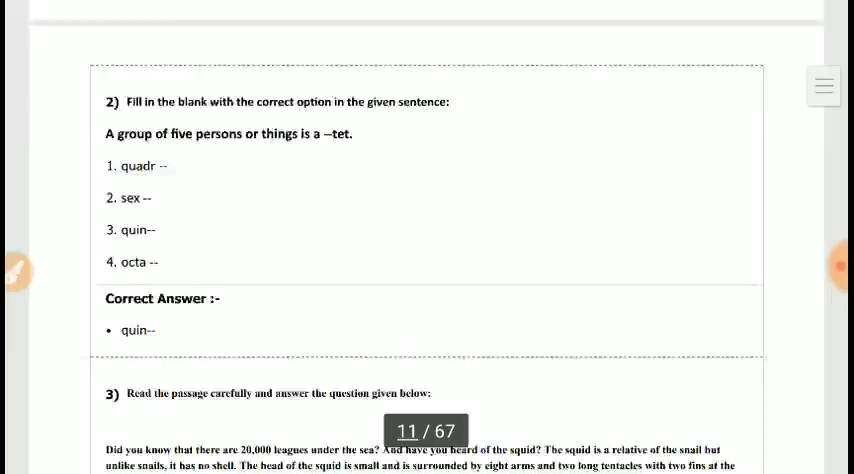 2) Fill in the blank with the correct option in the given sentence:
A group of five persons or things is a –tet.
1. quadr --
2. sex --
3. quin--
4. octa --
Correct Answer :-
• quin--
3) Read the passage carefully and answer the question given below:
11 / 67
Did you know that there are 20,000 leagues under the sea? And have you heard of the squid? The squid is a relative of the snail but
unlike snails, it has no shell. The head of the squid is small and is surrounded by eight arms and two long tentacles with two fins at the